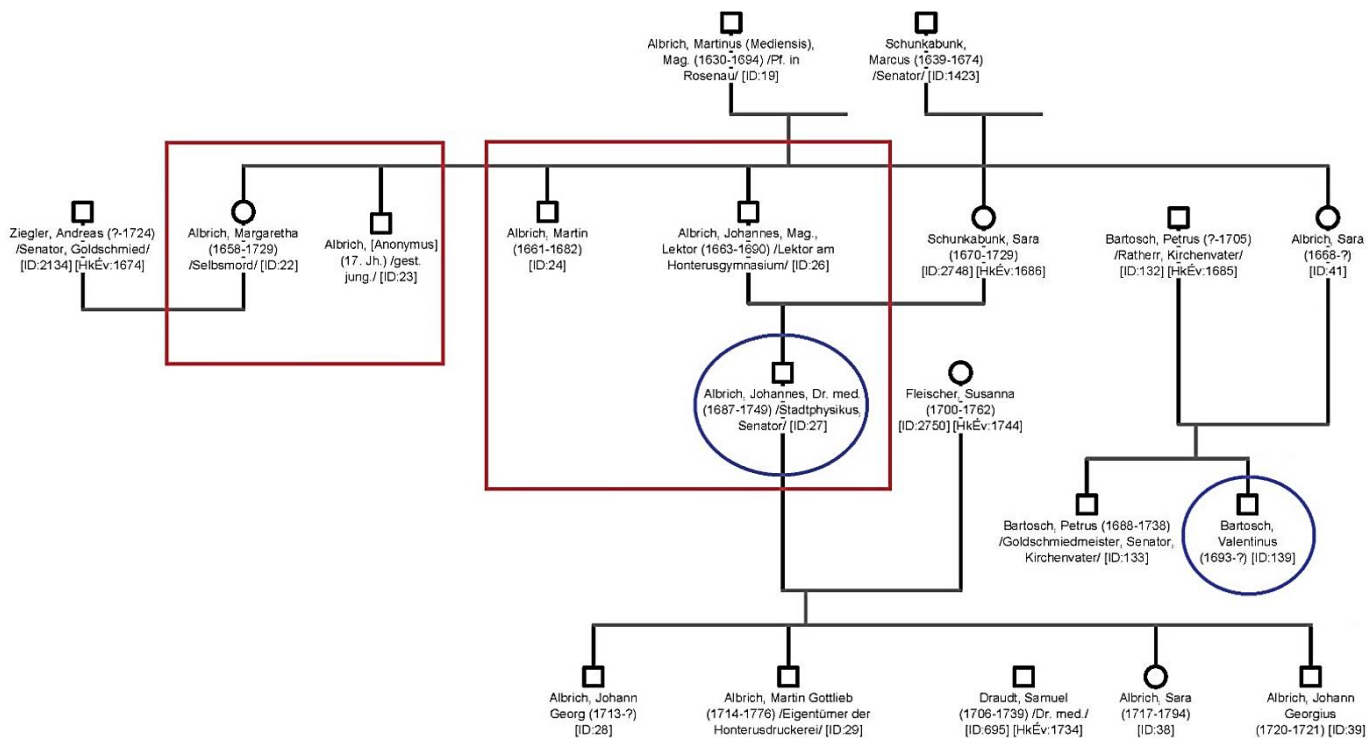 Albrich, Martinus (Mediensis),
Mag. (1630-1694) /Pf. in
Rosenau/ [ID:19]
Schunkabunk,
Marcus (1639-1674)
/Senator/ [ID:1423]
Ziegler, Andreas (?-1724)
/Senator, Goldschmied/
[ID:2134] [HkÉv:1674]
Albrich, Margaretha
(1658-1729)
/Selbsmord/ [ID:22]
Albrich, [Anonymus]
(17. Jh.) /gest.
jung./ [ID:23]
Albrich, Martin
(1661-1682)
[ID:24]
Albrich, Johannes, Mag.,
Lektor (1663-1690) /Lektor am
Honterusgymnasium/ [ID:26]
Schunkabunk, Sara
(1670-1729)
[ID:2748] [HkÉv:1686]
Bartosch, Petrus (?-1705)
/Ratherr, Kirchenvater/
[ID:132] [HkÉv:1685]
Albrich, Sara
(1668-?)
[ID:41]
Albrich, Johannes, Dr. med.
(1687-1749) /Stadtphysikus,
Senator/ [ID:27]
Fleischer, Susanna
(1700-1762)
[ID:2750] [HkÉv:1744]
Bartosch, Petrus (1688-1738)
/Goldschmiedmeister, Senator,
Kirchenvater/ [ID:133]
Bartosch,
Valentinus
(1693-?) [ID:139]
Albrich, Johann
Georg (1713-?)
[ID:28]
Albrich, Martin Gottlieb
(1714-1776) /Eigentümer der
Honterusdruckerei/ [ID:29]
Draudt, Samuel
(1706-1739) /Dr. med./
[ID:695] [HkÉv:1734]
Albrich, Sara
(1717-1794)
[ID:38]
Albrich, Johann
Georgius
(1720-1721) [ID:39]